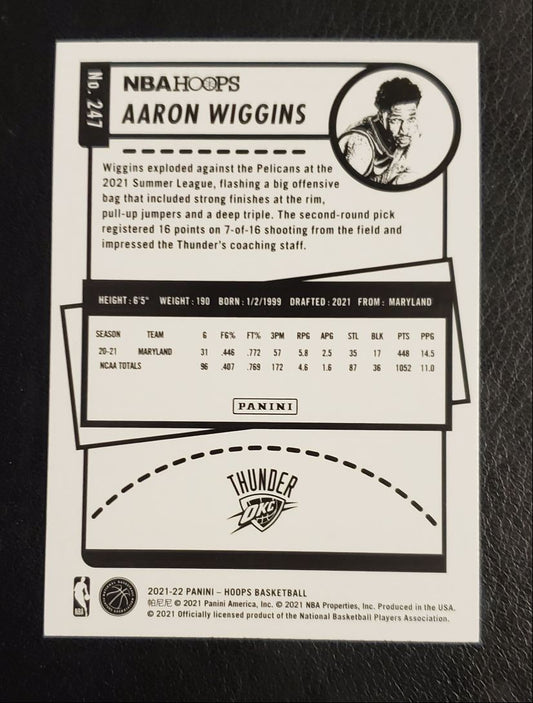 No. 247
NBA HOOPS
AARON WIGGINS
Wiggins exploded against the Pelicans at the
2021 Summer League, flashing a big offensive
bag that included strong finishes at the rim,
pull-up jumpers and a deep triple. The second-round pick
registered 16 points on 7-of-16 shooting from the field and
impressed the Thunder's coaching staff.
HEIGHT: 6'5" WEIGHT: 190 BORN: 1/2/1999 DRAFTED: 2021 FROM: MARYLAND
SEASON TEAM G FG% FT% 3PM RPG APG STL BLK PTS PPG
20-21 MARYLAND 31 .446 .772 57 5.8 2.5 35 17 448 14.5
NCAA TOTALS 96 .407 .769 172 4.6 1.6 87 36 1052 11.0
PANINI
THUNDER
OKC
NBA
2021-22 PANINI – HOOPS BASKETBALL
帕尼尼 © 2021 Panini America, Inc. © 2021 NBA Properties, Inc. Produced in the USA.
© 2021 Officially licensed product of the National Basketball Players Association.